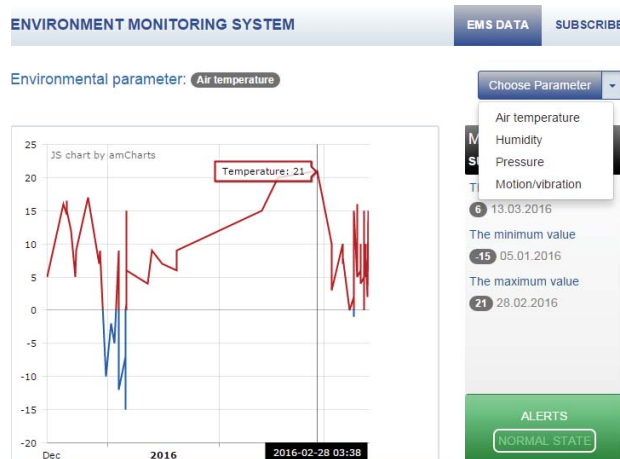 ENVIRONMENT MONITORING SYSTEM
EMS DATA
SUBSCRIBE
Environmental parameter: Air temperature
Choose Parameter
Air temperature
Humidity
Pressure
Motion/vibration
6 13.03.2016
The minimum value
-15 05.01.2016
The maximum value
21 28.02.2016
ALERTS
NORMAL STATE
JS chart by amCharts
Temperature: 21
25
20
15
10
5
0
-5
-10
-15
-20
Dec
2016
2016-02-28 03:38